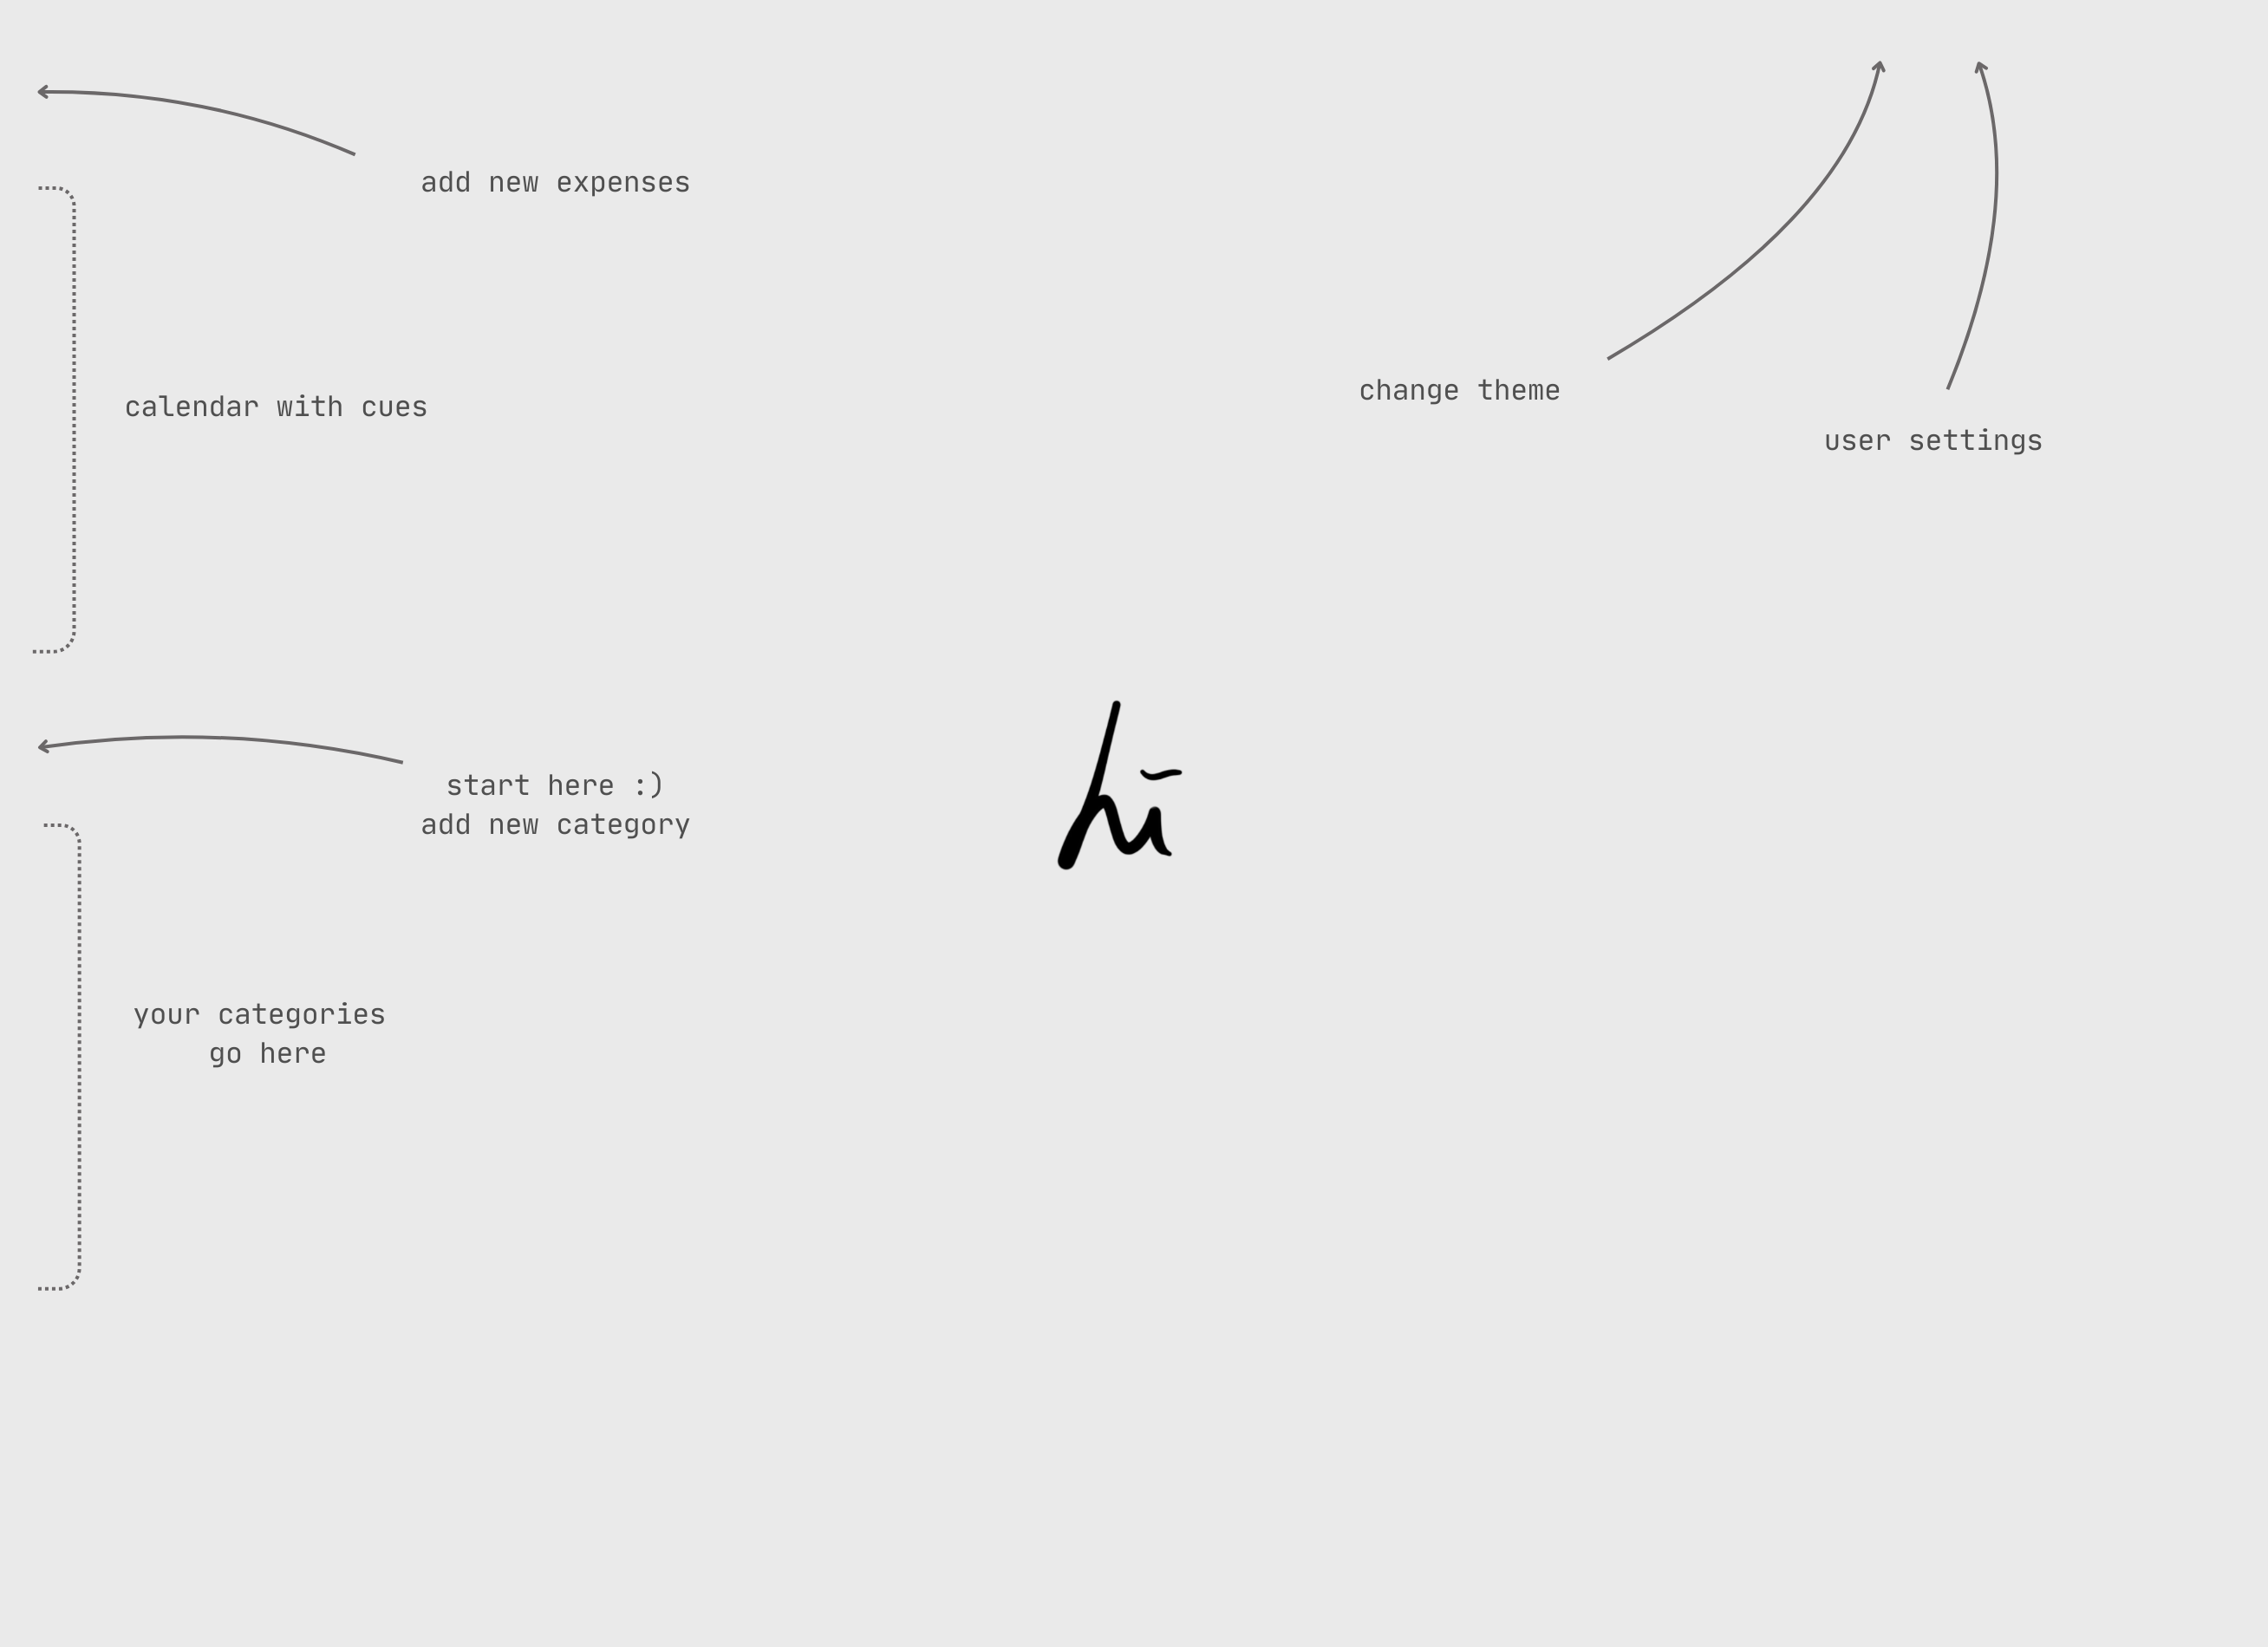 add new expenses
calendar with cues
change theme
user settings
hi
start here :)
add new category
your categories
go here